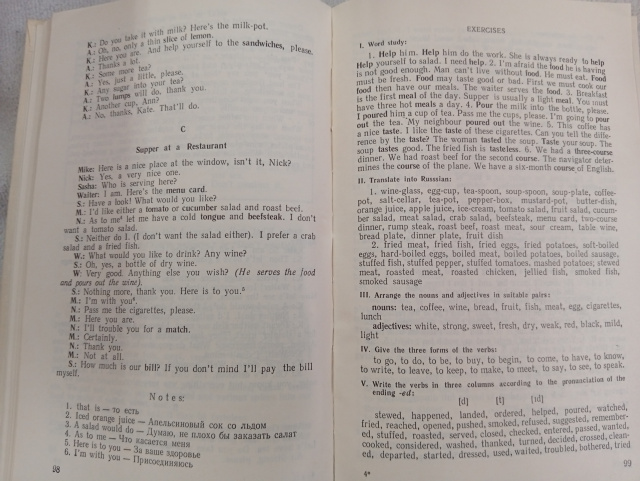 K.: Do you take it with milk? Here's the milk-pot.
A.: Oh, no, only a thin slice of lemon.
K.: Here you are. And help yourself to the sandwiches, please.
A.: Thanks a lot.
K.: Some more tea?
A.: Yes, just a little, please.
K.: Any sugar into your tea?
A.: Two lumps will do, thank you.
K.: Another cup, Ann?
A.: No, thanks, Kate. That'll do.
C
Supper at a Restaurant
Mike: Here is a nice place at the window, isn't it, Nick?
Nick: Yes, a very nice one.
Sasha: Who is serving here?
Waiter: I am. Here's the menu card.
S.: Have a look! What would you like?
M.: I'd like either a tomato or cucumber salad and roast beef.
N.: As to me⁴ let me have a cold tongue and beefsteak. I don't
want a tomato salad.
S.: Neither do I. (I don't want the salad either). I prefer a crab
salad and a fried fish.
W.: What would you like to drink? Any wine?
S.: Oh, yes, a bottle of dry wine.
W: Very good. Anything else you wish? (He serves the food
and pours out the wine).
S.: Nothing more, thank you. Here is to you.⁵
M.: I'm with you⁶.
N.: Pass me the cigarettes, please.
M.: Here you are.
N.: I'll trouble you for a match.
M.: Certainly.
N.: Thank you.
M.: Not at all.
S.: How much is our bill? If you don't mind I'll pay the bill
myself.
Notes:
1. that is — то есть
2. Iced orange juice — Апельсиновый сок со льдом
3. A salad would do — Думаю, не плохо бы заказать салат
4. As to me — Что касается меня
5. Here is to you — За ваше здоровье
6. I'm with you — Присоединяюсь
98
EXERCISES
I. Word study:
1. Help him. Help him do the work. She is always ready to help
Help yourself to salad. I need help. 2. I'm afraid the food he is having
is not good enough. Man can't live without food. He must eat. Food
must be fresh. Food may taste good or bad. First we must cook our
food then have our meals. The waiter serves the food. 3. Breakfast
is the first meal of the day. Supper is usually a light meal. You must
have three hot meals a day. 4. Pour the milk into the bottle, please.
I poured him a cup of tea. Pass me the cups, please. I'm going to pour
out the tea. My neighbour poured out the wine. 5. This coffee
has a nice taste. I like the taste of these cigarettes. Can you tell the diffe-
rence by the taste? The woman tasted the soup. Taste your soup. The
soup tastes good. The fried fish is tasteless. 6. We had a three-course
dinner. We had roast beef for the second course. The navigator deter-
mines the course of the plane. We have a six-month course of English.
II. Translate into Russsian:
1. wine-glass, egg-cup, tea-spoon, soup-spoon, soup-plate, coffee-
pot, salt-cellar, tea-pot, pepper-box, mustard-pot, butter-dish,
orange juice, apple juice, ice-cream, tomato salad, fruit salad, cucum-
ber salad, meat salad, crab salad, beefsteak, menu card, two-course
dinner, rump steak, roast beef, roast meat, sour cream, table wine,
bread plate, dinner plate, fruit dish
2. fried meat, fried fish, fried eggs, fried potatoes, soft-boiled
eggs, hard-boiled eggs, boiled meat, boiled potatoes, boiled sausage,
stuffed fish, stuffed pepper, stuffed tomatoes, mashed potatoes; stewed
meat, roasted meat, roasted chicken, jellied fish, smoked fish,
smoked sausage
III. Arrange the nouns and adjectives in suitable pairs:
nouns: tea, coffee, wine, bread, fruit, fish, meat, egg, cigarettes,
lunch
adjectives: white, strong, sweet, fresh, dry, weak, red, black, mild,
light
IV. Give the three forms of the verbs:
to go, to do, to be, to buy, to begin, to come, to have, to know,
to write, to leave, to keep, to make, to meet, to say, to see, to speak.
V. Write the verbs in three columns according to the pronunciation of the
ending -ed:
[d] [t] [ɪd]
stewed, happened, landed, ordered, helped, poured, watched,
fried, reached, opened, pushed, smoked, refused, suggested, remember-
ed, stuffed, roasted, served, closed, checked, entered, passed, wanted,
cooked, considered, washed, thanked, turned, decided, crossed, clean-
ed, departed, started, dressed, used, waited, troubled, bothered, tried
4*
99